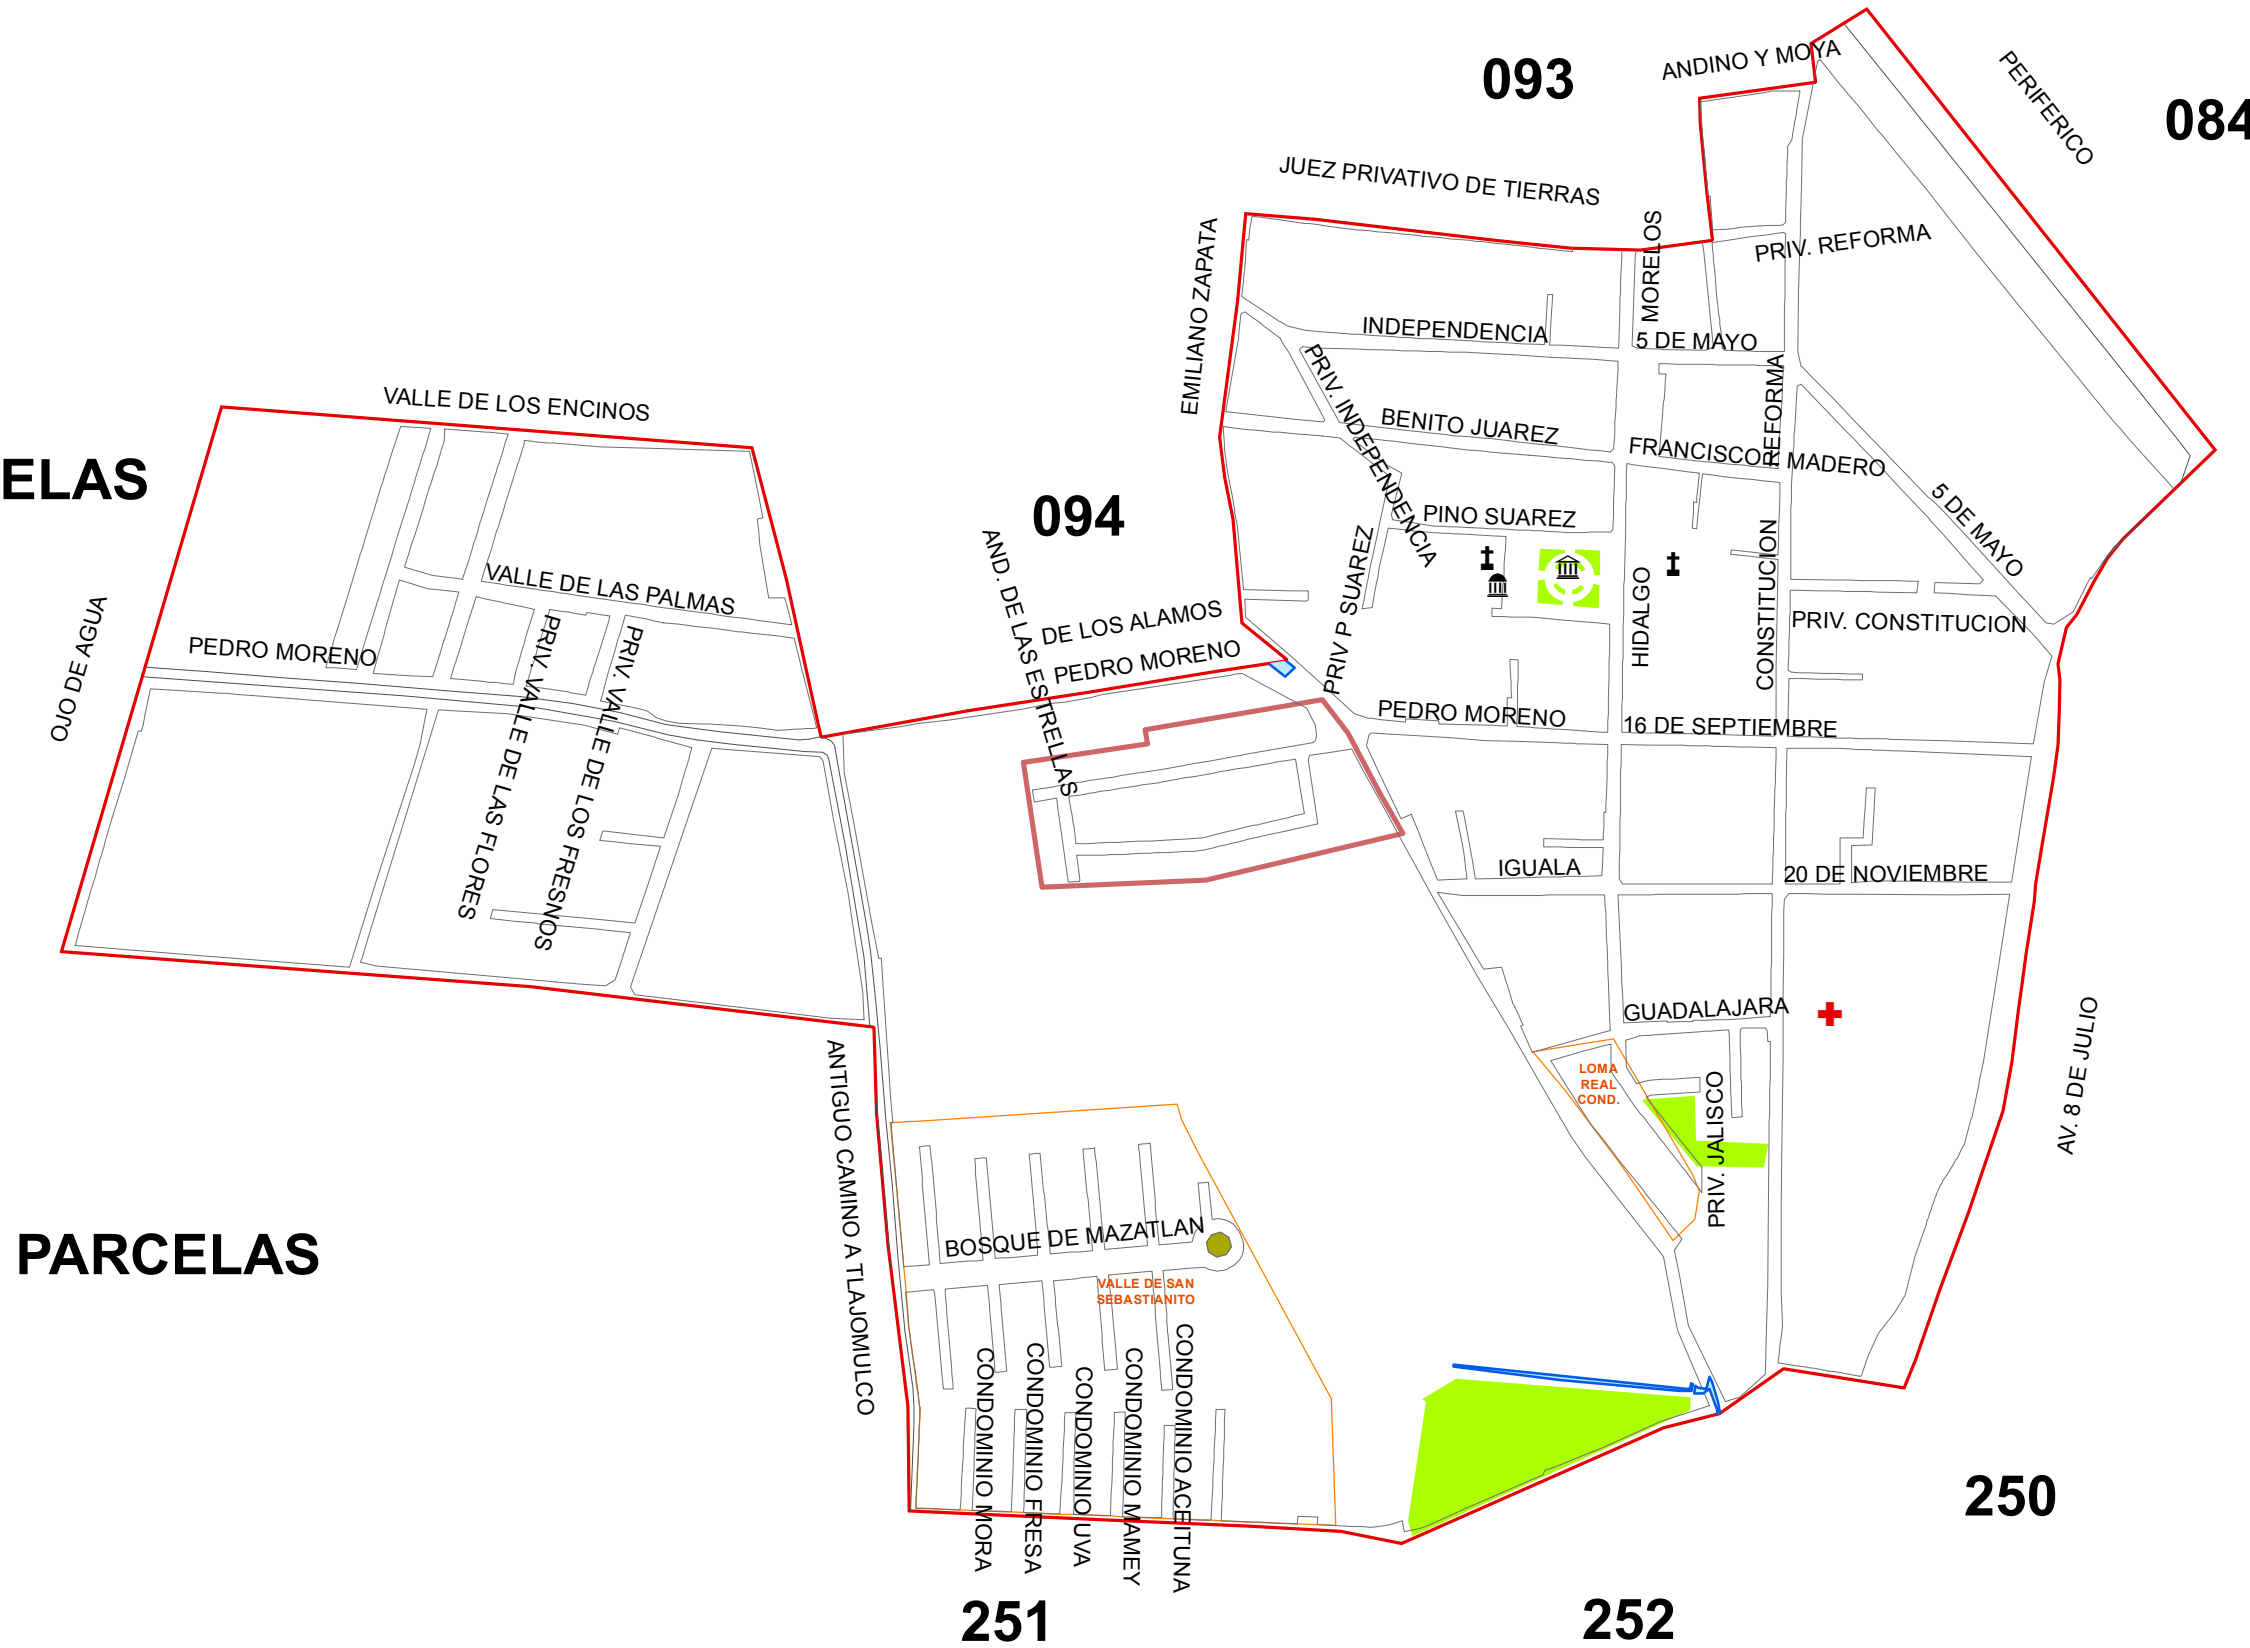 093
ANDINO Y MOYA
PERIFERICO
084
JUEZ PRIVATIVO DE TIERRAS
MORELOS
EMILIANO ZAPATA
PRIV. REFORMA
INDEPENDENCIA
5 DE MAYO
PRIV. INDEPENDENCIA
REFORMA
VALLE DE LOS ENCINOS
BENITO JUAREZ
FRANCISCO I MADERO
ELAS
094
PINO SUAREZ
5 DE MAYO
AND. DE LAS ESTRELLAS
PRIV P SUAREZ
HIDALGO
CONSTITUCION
VALLE DE LAS PALMAS
OJO DE AGUA
DE LOS ALAMOS
PRIV. CONSTITUCION
PEDRO MORENO
PRIV. VALLE DE LAS FLORES
PRIV. VALLE DE LOS FRESNOS
PEDRO MORENO
PEDRO MORENO
16 DE SEPTIEMBRE
IGUALA
20 DE NOVIEMBRE
GUADALAJARA
AV. 8 DE JULIO
LOMA
REAL
COND.
PRIV. JALISCO
ANTIGUO CAMINO A TLAJOMULCO
BOSQUE DE MAZATLAN
PARCELAS
VALLE DE SAN
SEBASTIANITO
CONDOMINIO MORA
CONDOMINIO FRESA
CONDOMINIO UVA
CONDOMINIO MAMEY
CONDOMINIO ACEITUNA
250
251
252